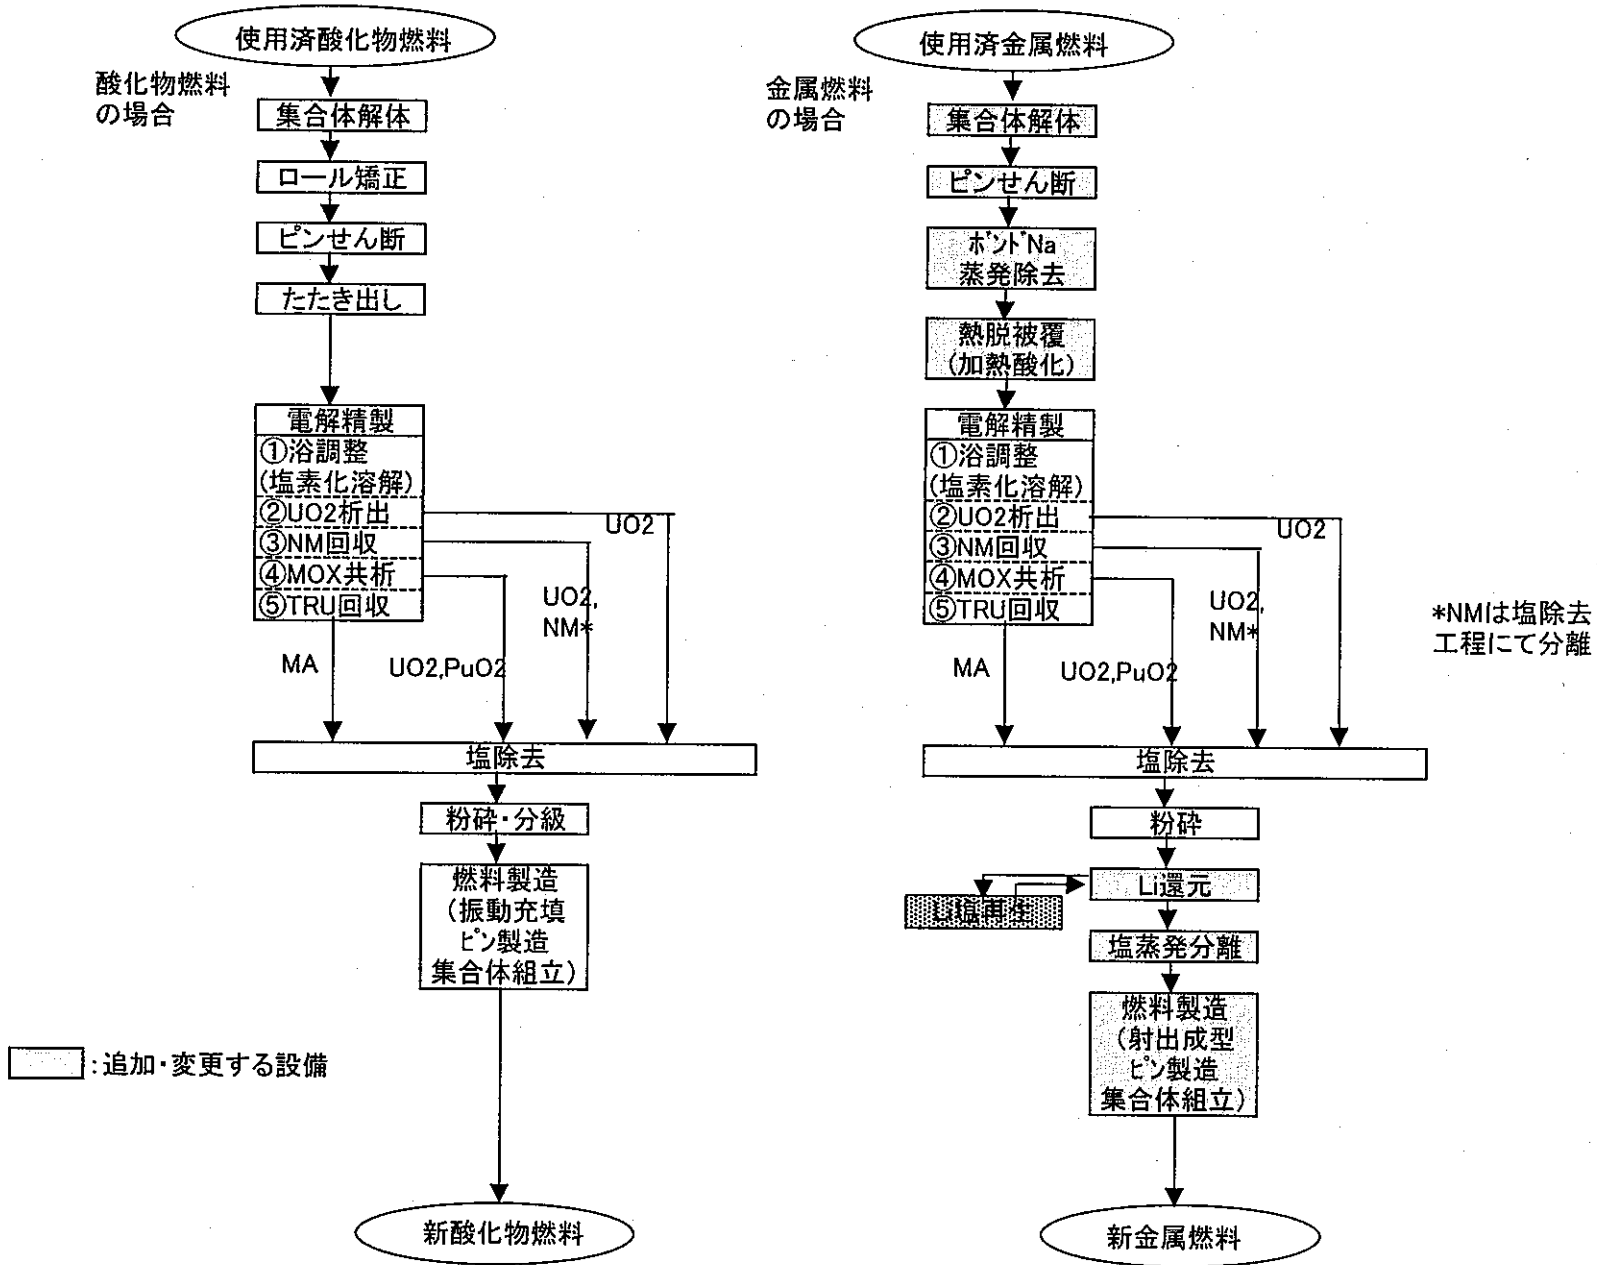 使用済酸化物燃料
酸化物燃料
の場合
集合体解体
ロール矯正
ピンせん断
たたき出し
電解精製
①浴調整
(塩素化溶解)
②UO2析出
③NM回収
④MOX共析
⑤TRU回収
UO2
UO2,
NM*
MA
UO2,PuO2
塩除去
粉砕・分級
燃料製造
(振動充填
ピン製造
集合体組立)
新酸化物燃料
使用済金属燃料
金属燃料
の場合
集合体解体
ピンせん断
ボンドNa
蒸発除去
熱脱被覆
(加熱酸化)
電解精製
①浴調整
(塩素化溶解)
②UO2析出
③NM回収
④MOX共析
⑤TRU回収
UO2
UO2,
NM*
MA
UO2,PuO2
*NMは塩除去
工程にて分離
塩除去
粉砕
Li還元
Li塩再生
塩蒸発分離
燃料製造
(射出成型
ピン製造
集合体組立)
新金属燃料
:追加・変更する設備